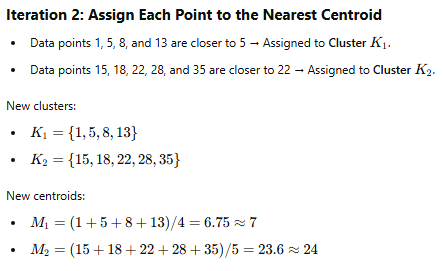 Iteration 2: Assign Each Point to the Nearest Centroid
• Data points 1, 5, 8, and 13 are closer to 5 → Assigned to Cluster K₁.
• Data points 15, 18, 22, 28, and 35 are closer to 22 → Assigned to Cluster K₂.
New clusters:
• K₁ = {1, 5, 8, 13}
• K₂ = {15, 18, 22, 28, 35}
New centroids:
• M₁ = (1 + 5 + 8 + 13)/4 = 6.75 ≈ 7
• M₂ = (15 + 18 + 22 + 28 + 35)/5 = 23.6 ≈ 24